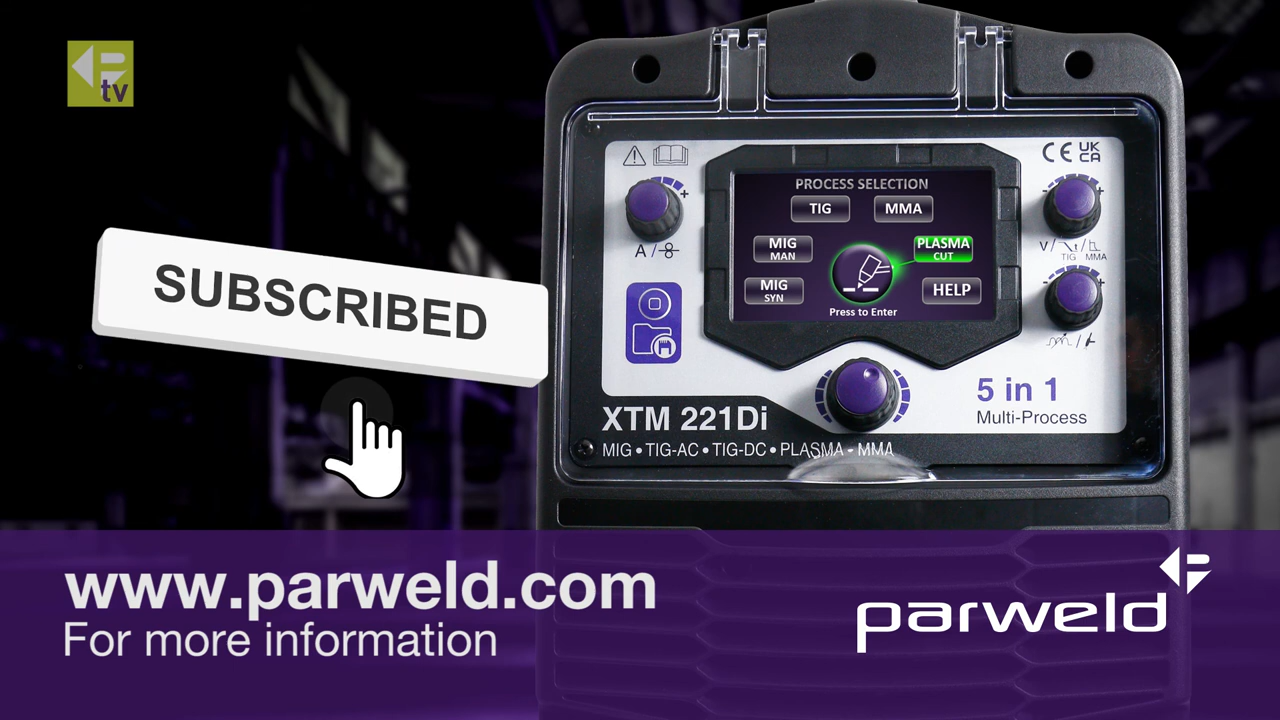 tv
SUBSCRIBED
CE UK
CA
PROCESS SELECTION
TIG
MMA
MIG
MAN
PLASMA
CUT
MIG
SYN
HELP
Press to Enter
A /
V /
TIG MMA
5 in 1
Multi-Process
XTM 221Di
MIG • TIG-AC • TIG-DC • PLASMA - MMA
www.parweld.com
For more information
parweld